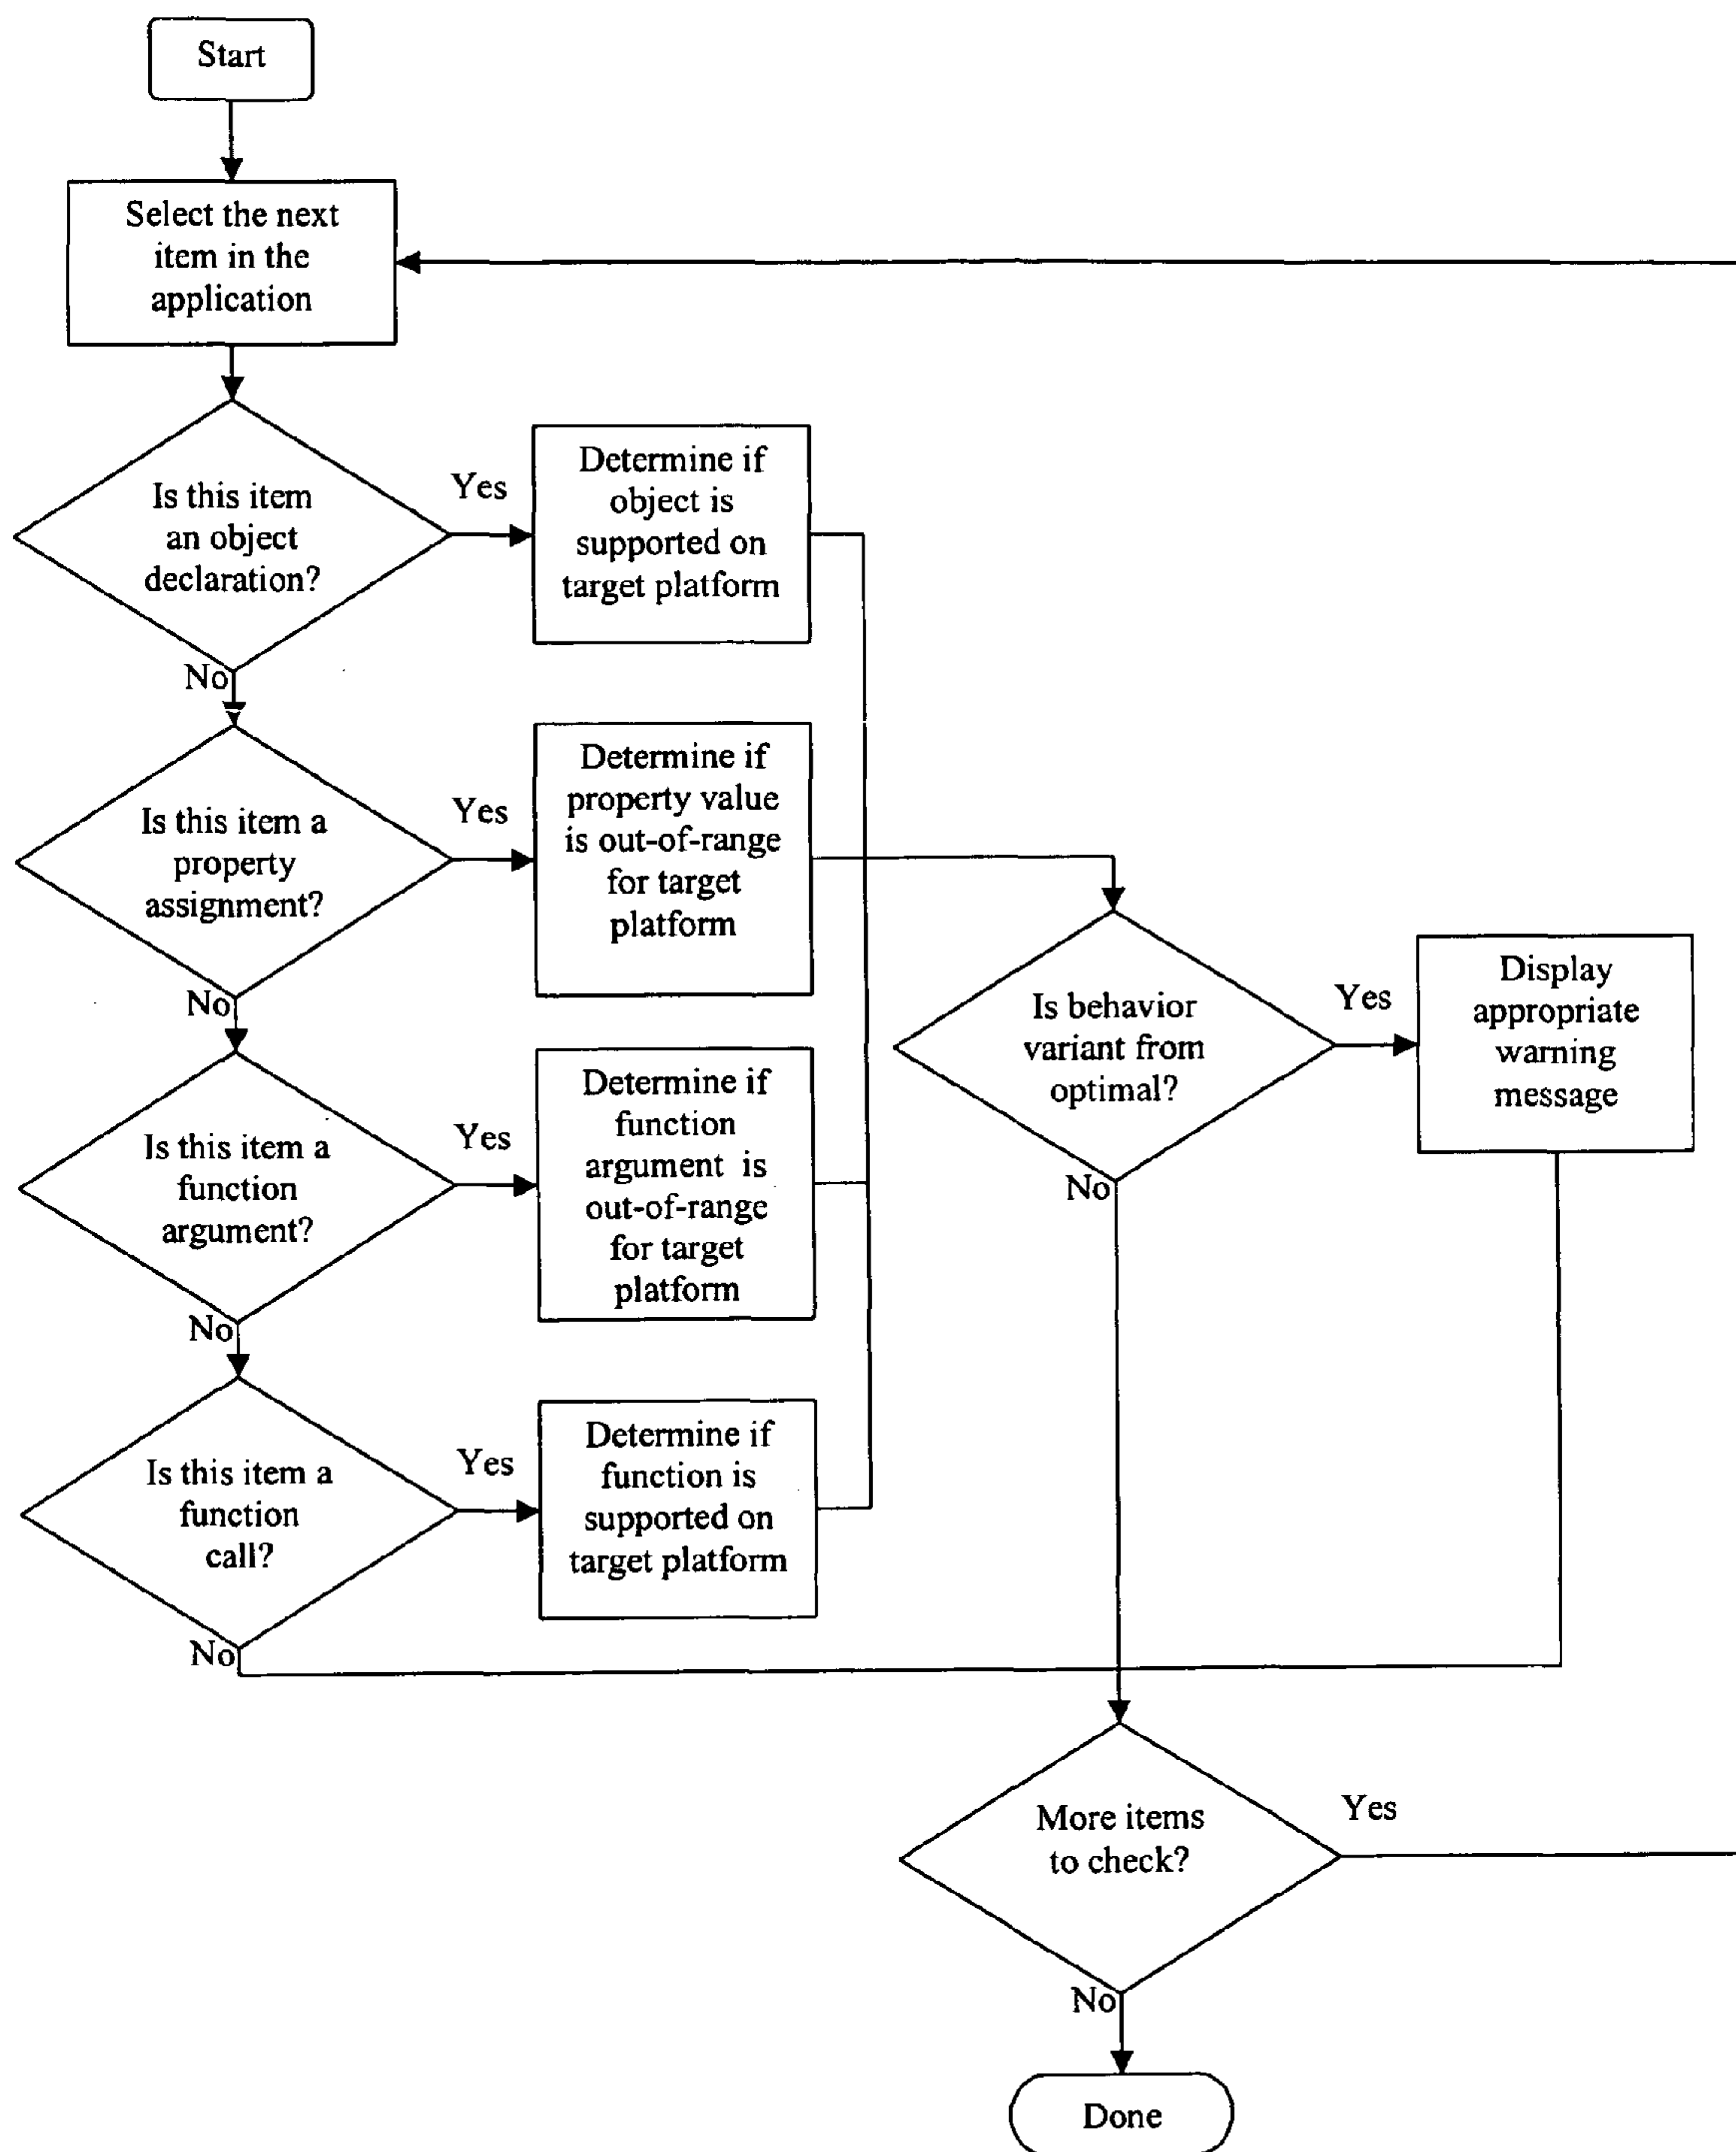 Start
Select the next
item in the
application
Is this item
an object
declaration?
Yes
No
Determine if
object is
supported on
target platform
Is this item a
property
assignment?
Yes
No
Determine if
property value
is out-of-range
for target
platform
Is this item a
function
argument?
Yes
No
Determine if
function
argument is
out-of-range
for target
platform
Is this item a
function
call?
Yes
No
Determine if
function is
supported on
target platform
Is behavior
variant from
optimal?
Yes
No
Display
appropriate
warning
message
More items
to check?
Yes
No
Done